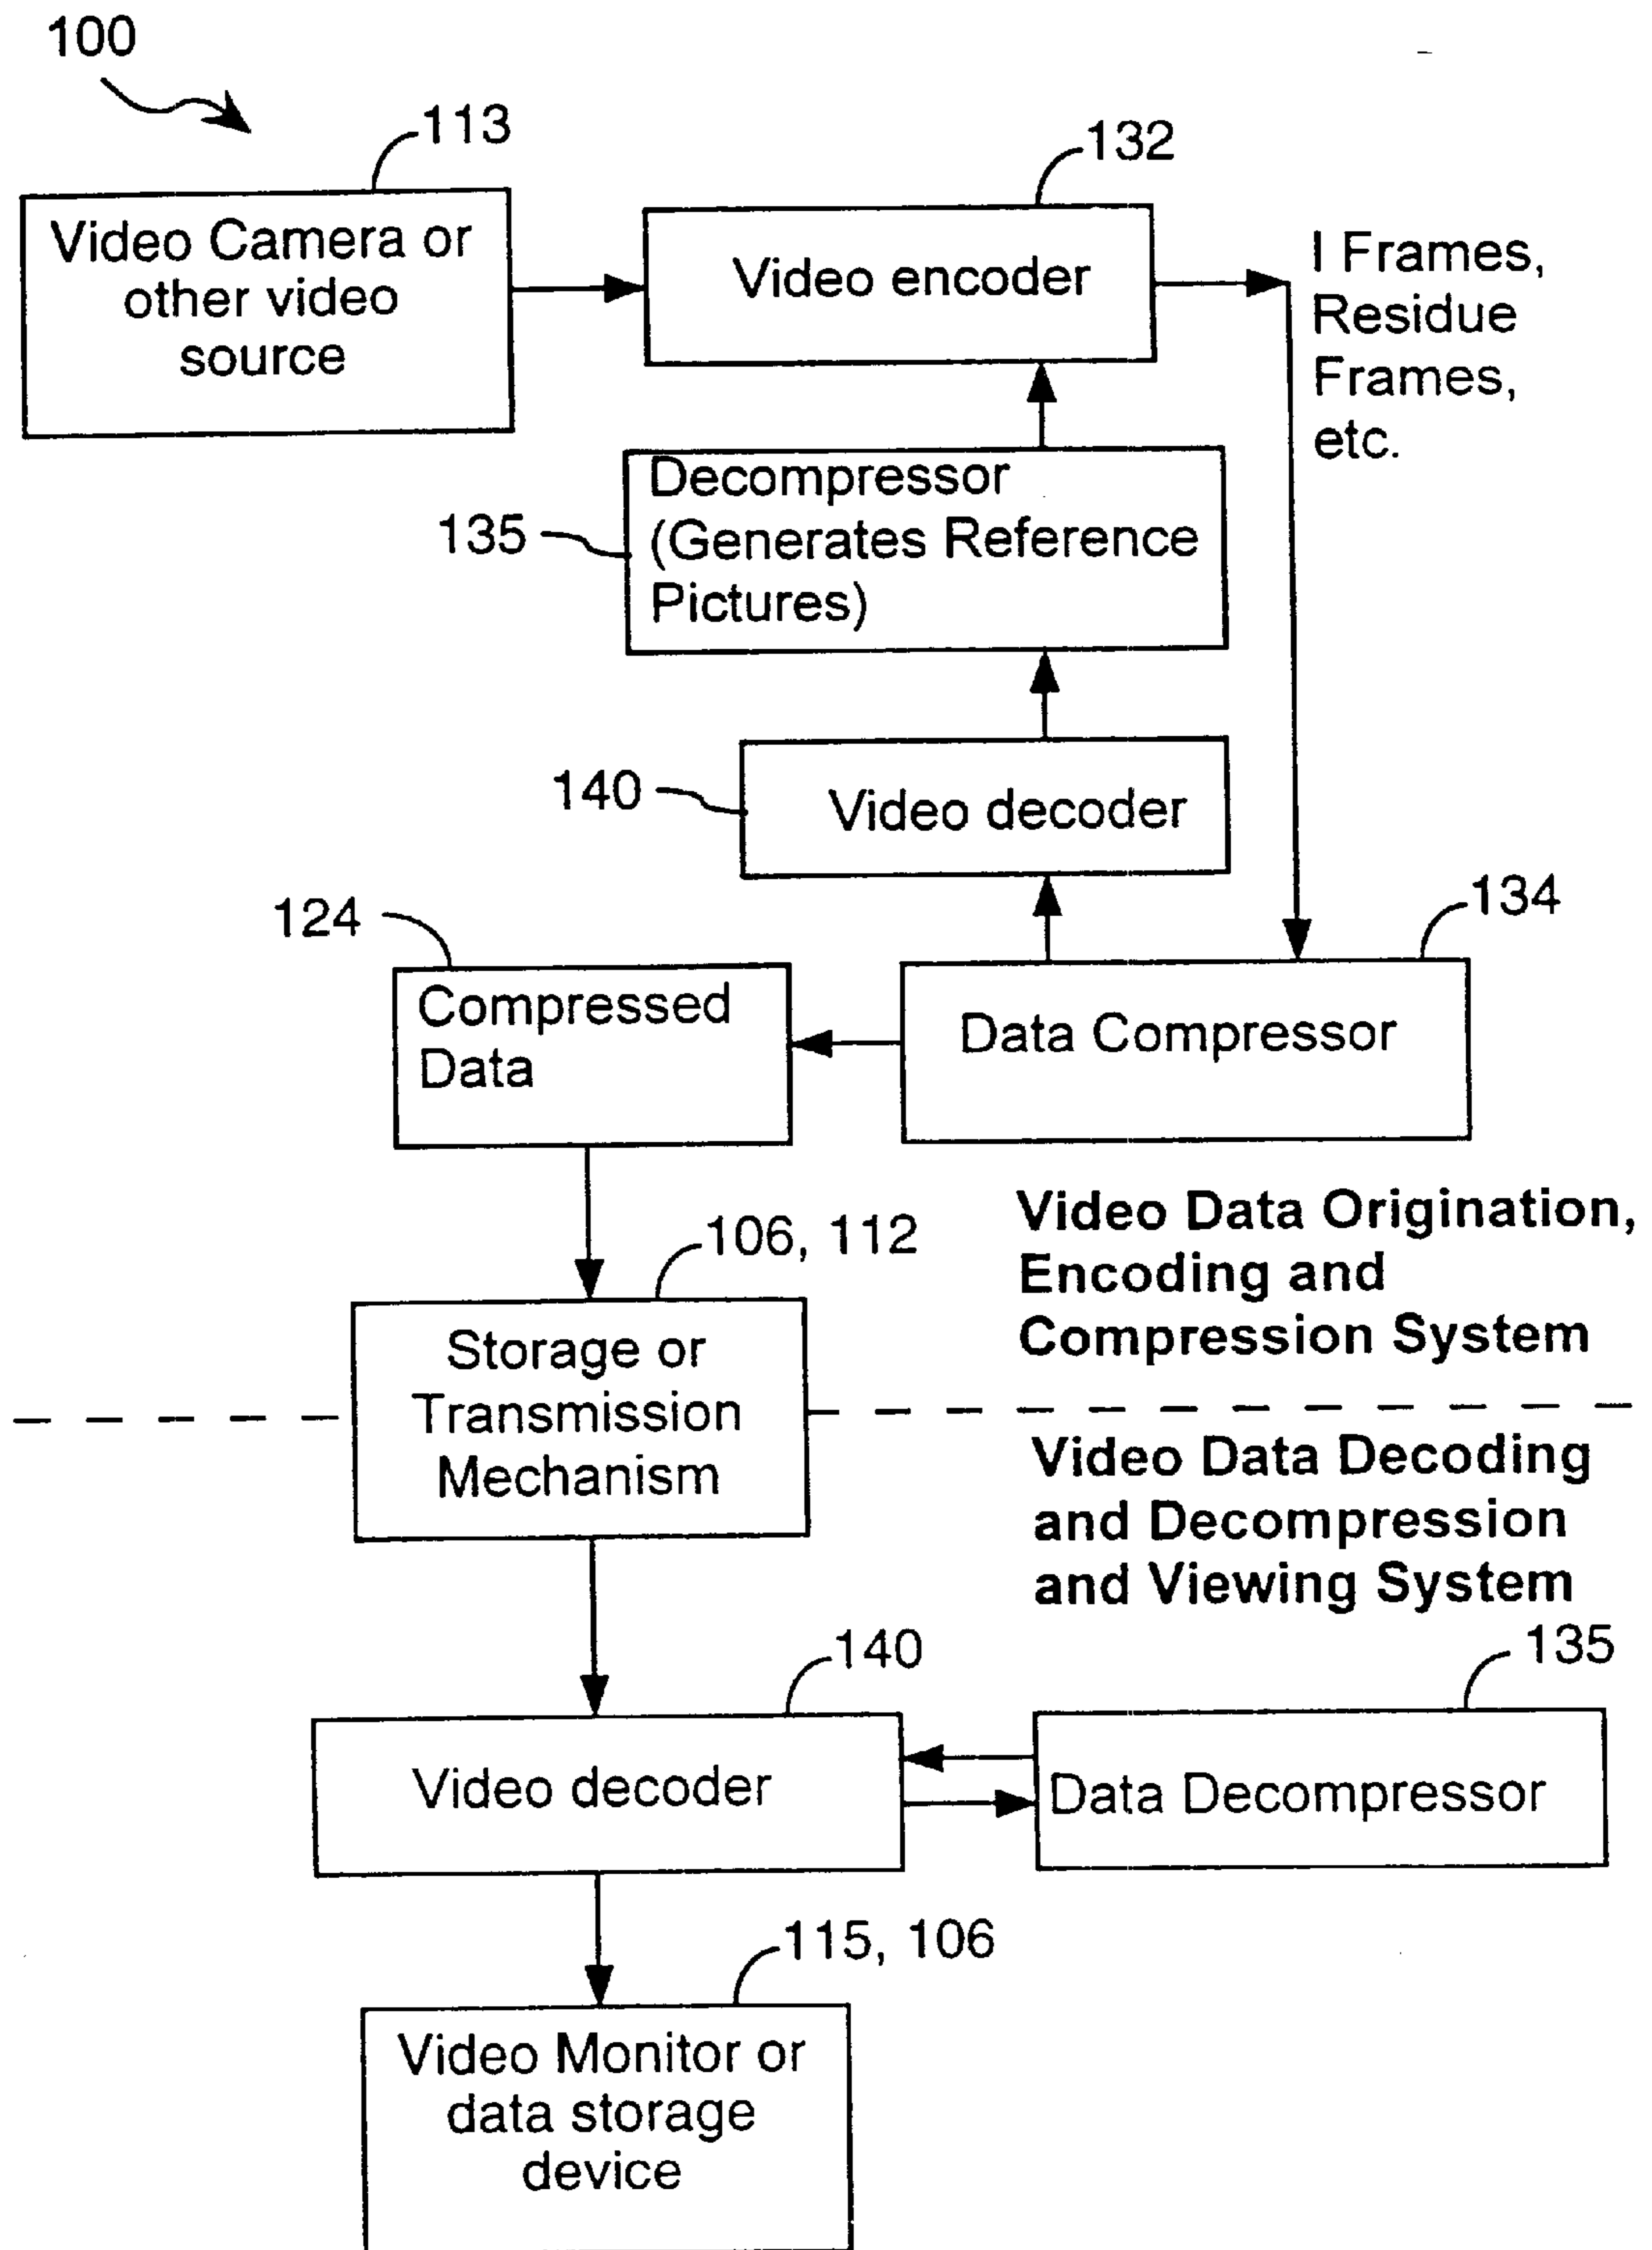 100
113
132
Video Camera or
other video
source
Video encoder
I Frames,
Residue
Frames,
etc.
Decompressor
(Generates Reference
Pictures)
135
140
Video decoder
124
134
Compressed
Data
Data Compressor
106, 112
Video Data Origination,
Encoding and
Compression System
Storage or
Transmission
Mechanism
Video Data Decoding
and Decompression
and Viewing System
140
135
Video decoder
Data Decompressor
115, 106
Video Monitor or
data storage
device